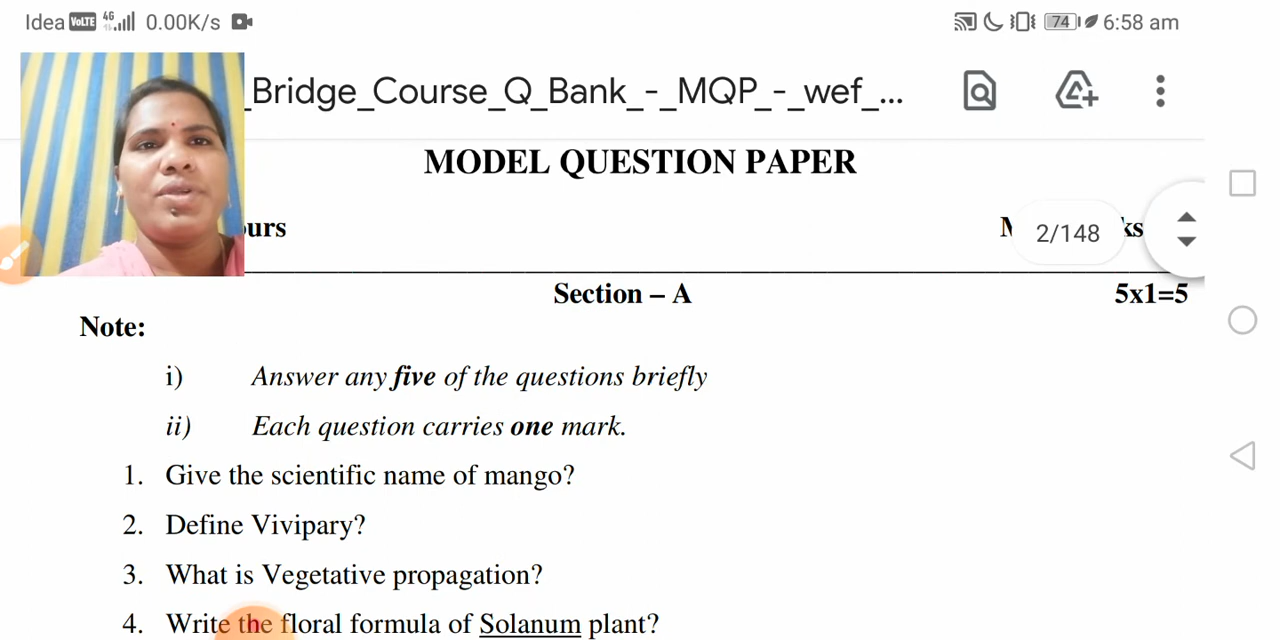 Idea VoLTE 4G 0.00K/s 74 6:58 am
_Bridge_Course_Q_Bank_-_MQP_-_wef_...
MODEL QUESTION PAPER
2/148
Section – A 5x1=5
Note:
i) Answer any five of the questions briefly
ii) Each question carries one mark.
1. Give the scientific name of mango?
2. Define Vivipary?
3. What is Vegetative propagation?
4. Write the floral formula of Solanum plant?